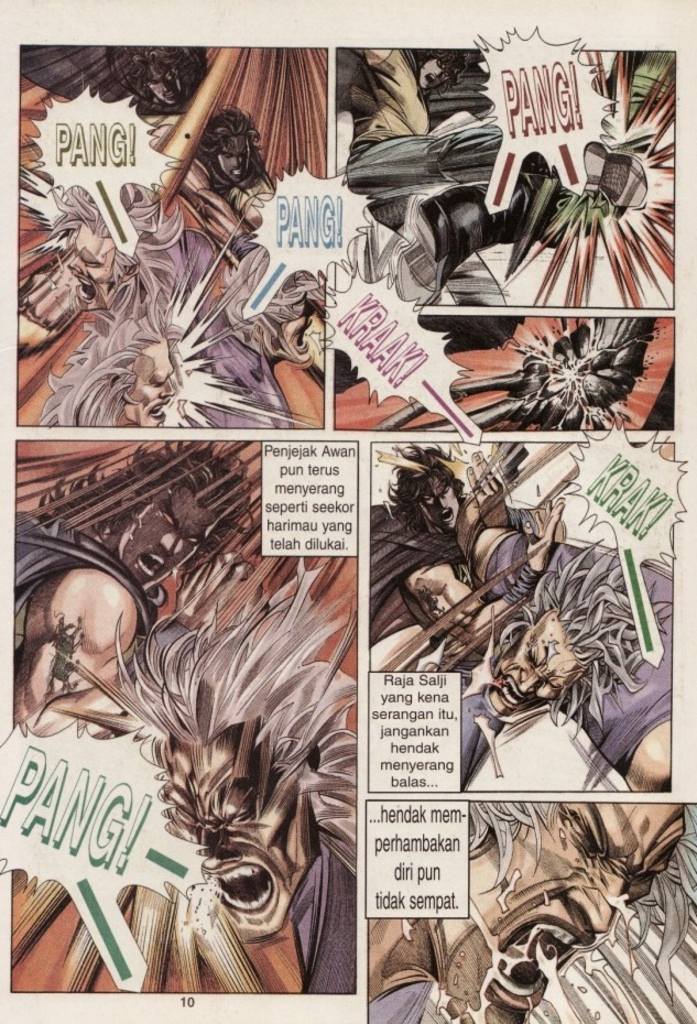 PANG!
PANG!
PANG!
KRAAK!
Penjejak Awan
pun terus
menyerang
seperti seekor
harimau yang
telah dilukai.
PANG!
KRAK!
Raja Salji
yang kena
serangan itu,
jangankan
hendak
menyerang
balas...
...hendak mem-
perhambakan
diri pun
tidak sempat.
10